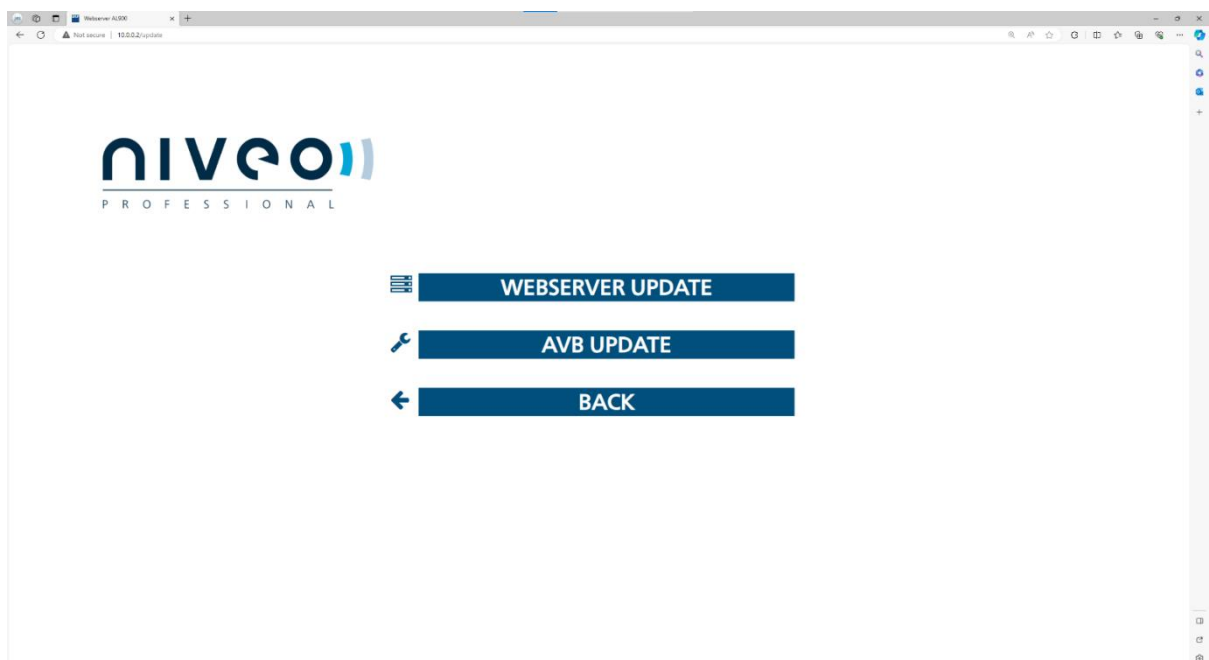 Webserver AL900
Not secure | 10.0.0.2/update
niveo
PROFESSIONAL
WEBSERVER UPDATE
AVB UPDATE
BACK